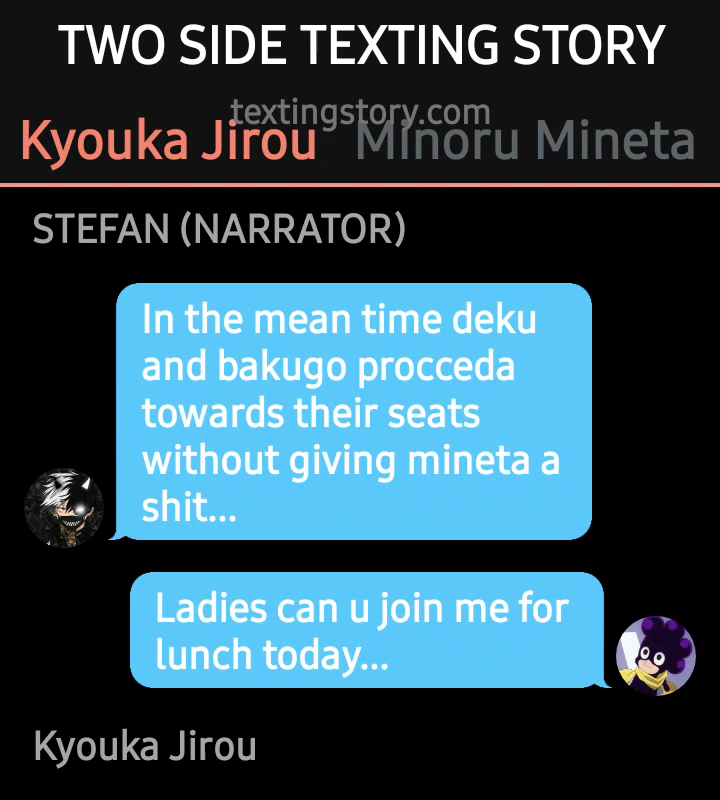 TWO SIDE TEXTING STORY
textingstory.com
Kyouka Jirou Minoru Mineta
STEFAN (NARRATOR)
In the mean time deku
and bakugo procceda
towards their seats
without giving mineta a
shit...
Ladies can u join me for
lunch today...
Kyouka Jirou